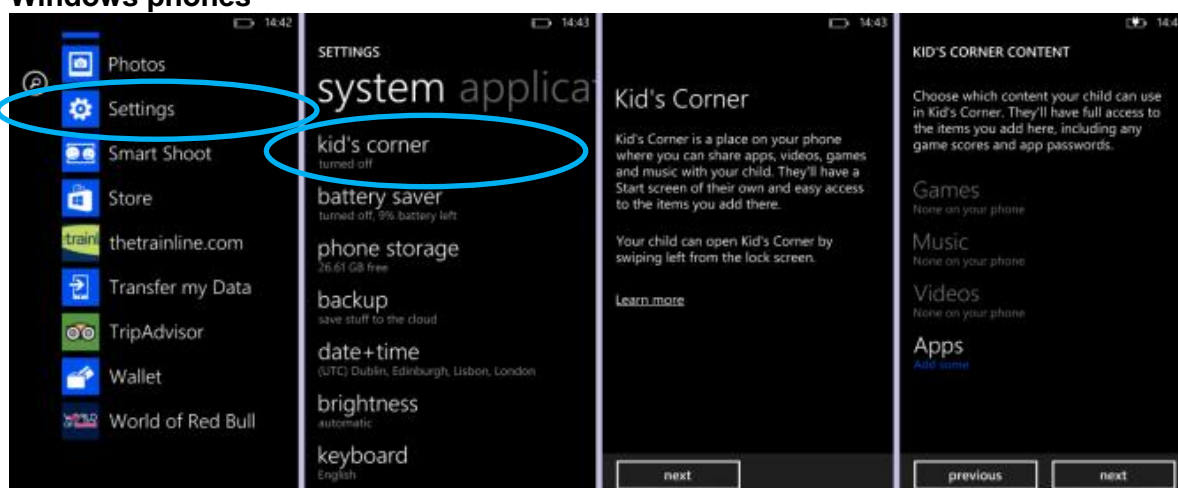 Windows phones
14:42
Photos
Settings
Smart Shoot
Store
thetrainline.com
Transfer my Data
TripAdvisor
Wallet
World of Red Bull
14:43
SETTINGS
system applica
kid's corner
turned off
battery saver
turned off, 9% battery left
phone storage
26.61 GB free
backup
save stuff to the cloud
date+time
(UTC) Dublin, Edinburgh, Lisbon, London
brightness
automatic
keyboard
English
14:43
Kid's Corner
Kid's Corner is a place on your phone
where you can share apps, videos, games
and music with your child. They'll have a
Start screen of their own and easy access
to the items you add there.
Your child can open Kid's Corner by
swiping left from the lock screen.
Learn more
next
14:4
KID'S CORNER CONTENT
Choose which content your child can use
in Kid's Corner. They'll have full access to
the items you add here, including any
game scores and app passwords.
Games
None on your phone
Music
None on your phone
Videos
None on your phone
Apps
Add some
previous
next